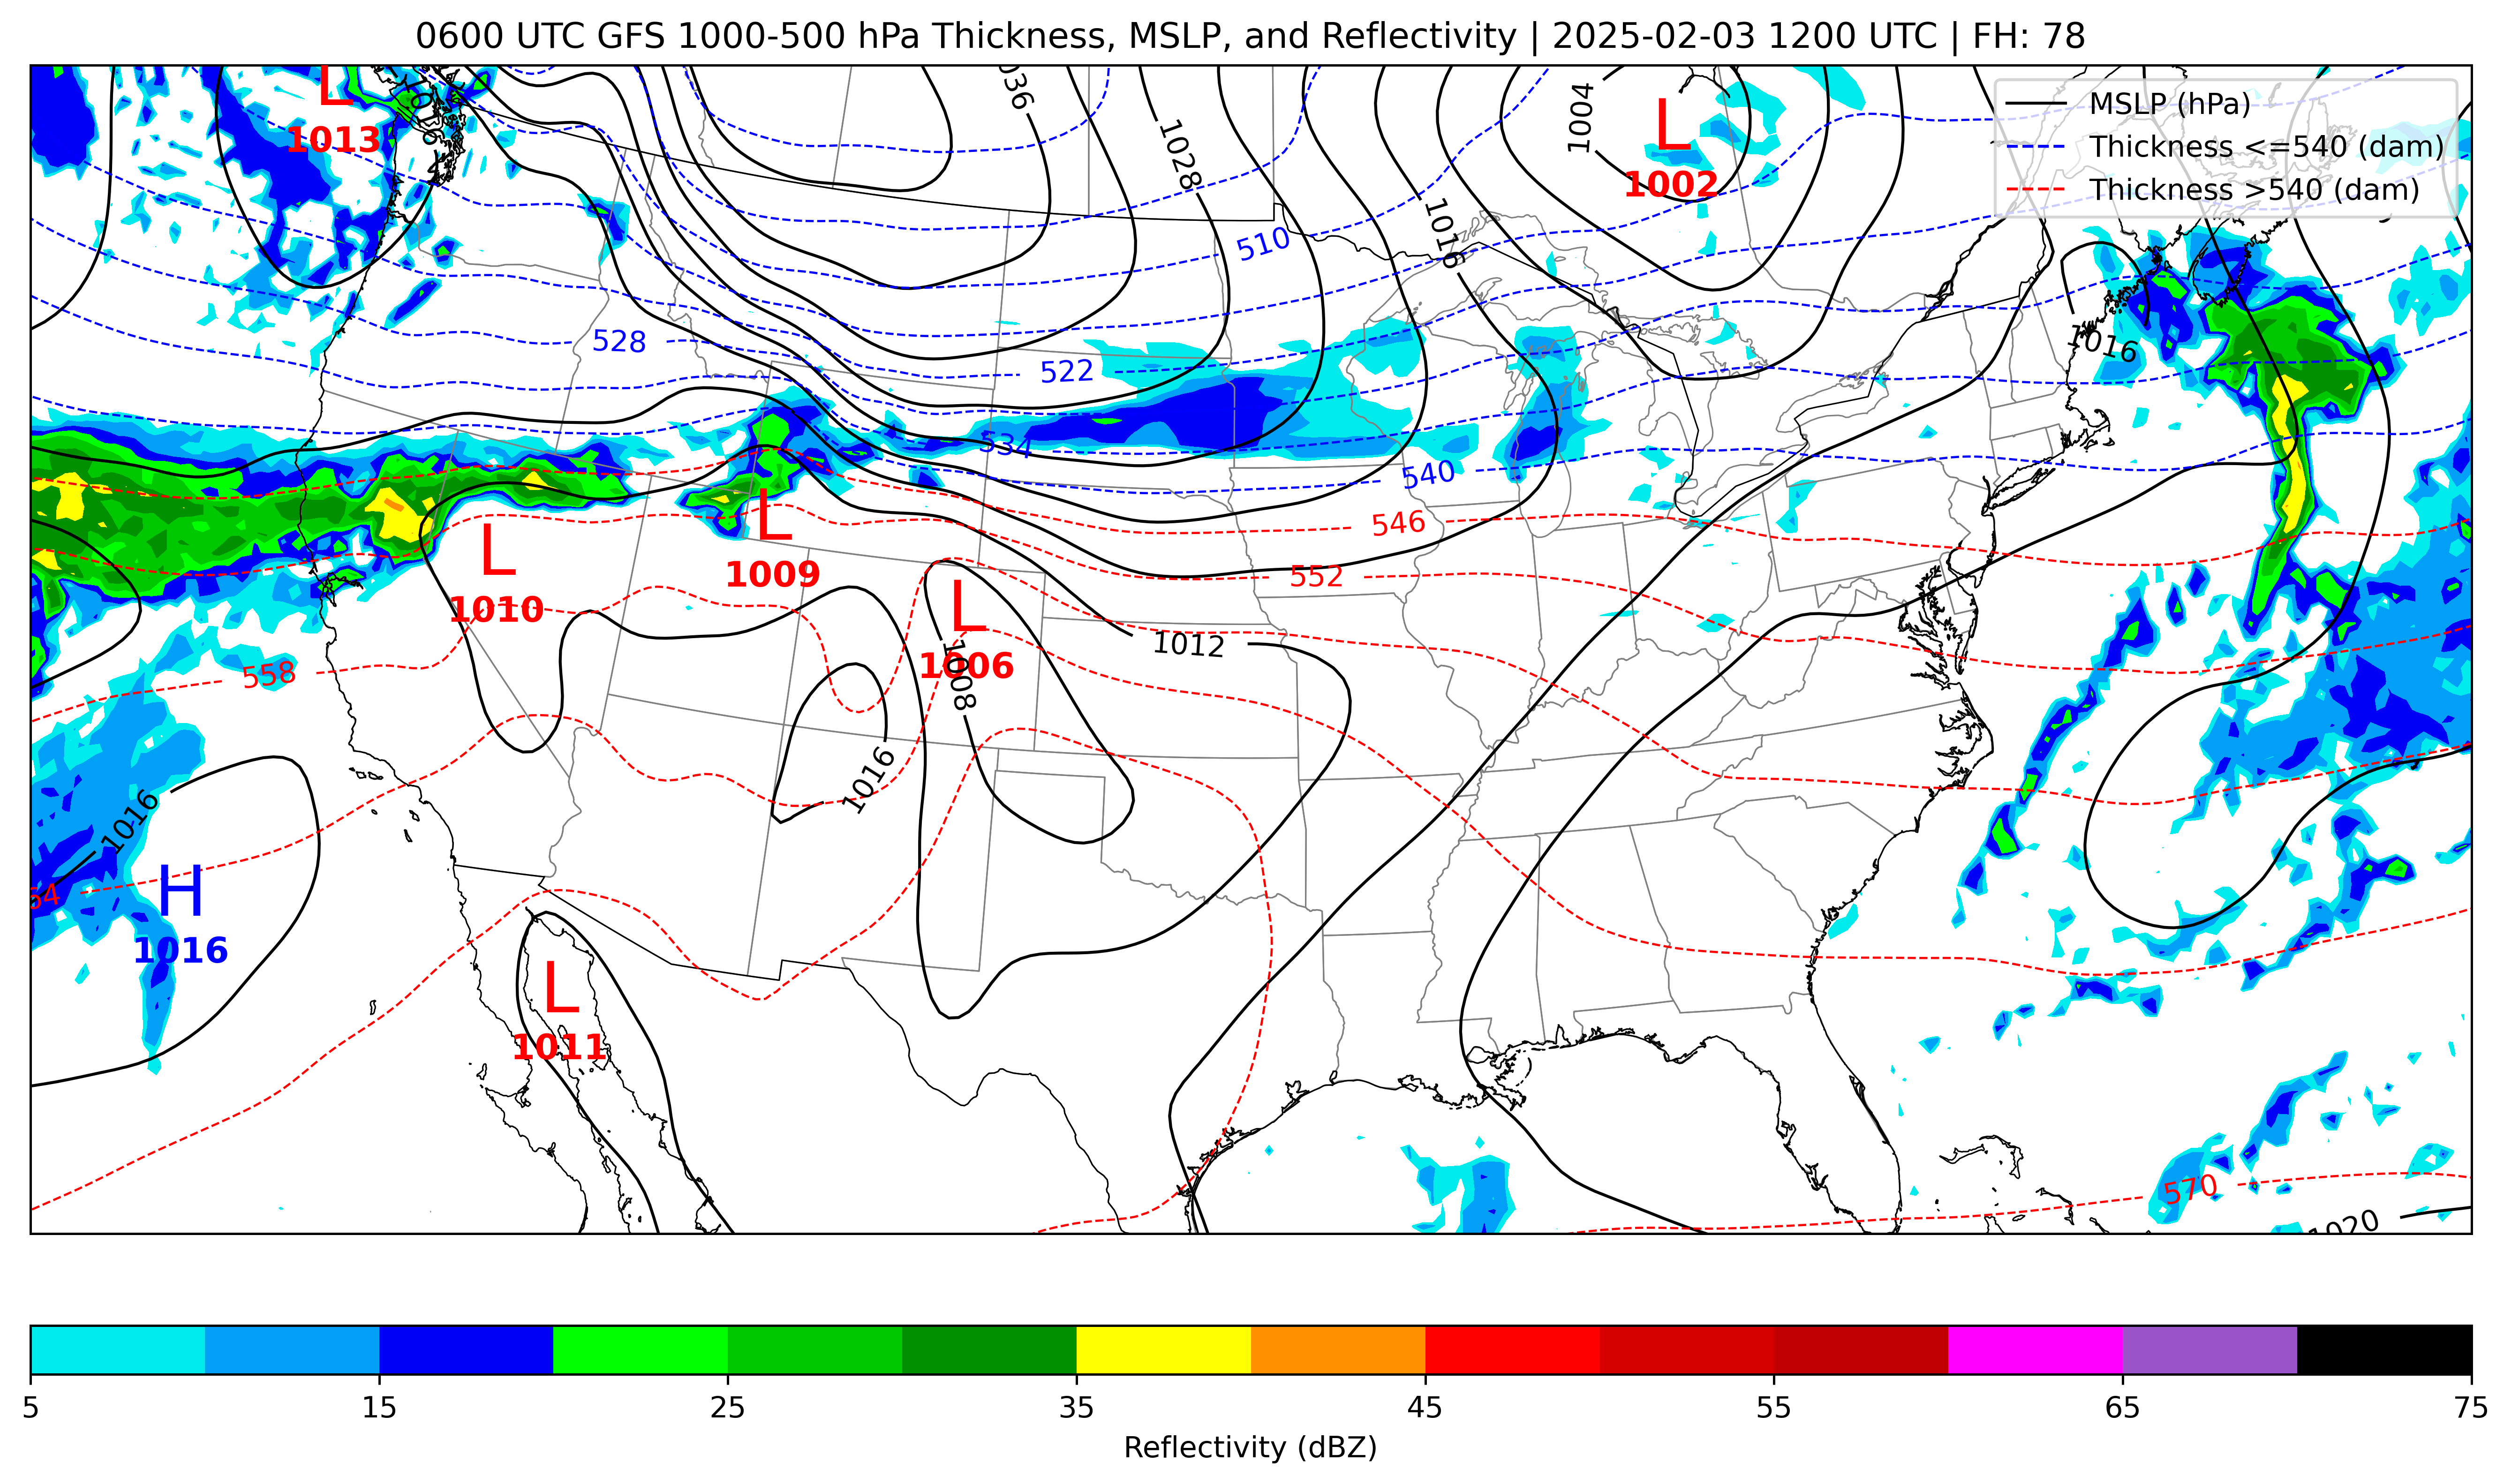 0600 UTC GFS 1000-500 hPa Thickness, MSLP, and Reflectivity | 2025-02-03 1200 UTC | FH: 78
MSLP (hPa)
Thickness <=540 (dam)
Thickness >540 (dam)
L
1013
1028
1004
L
1002
1016
510
528
522
1016
534
540
546
L
1009
L
1010
552
L
1006
1008
1012
558
1016
1016
H
1016
L
1011
570
1020
5 15 25 35 45 55 65 75
Reflectivity (dBZ)